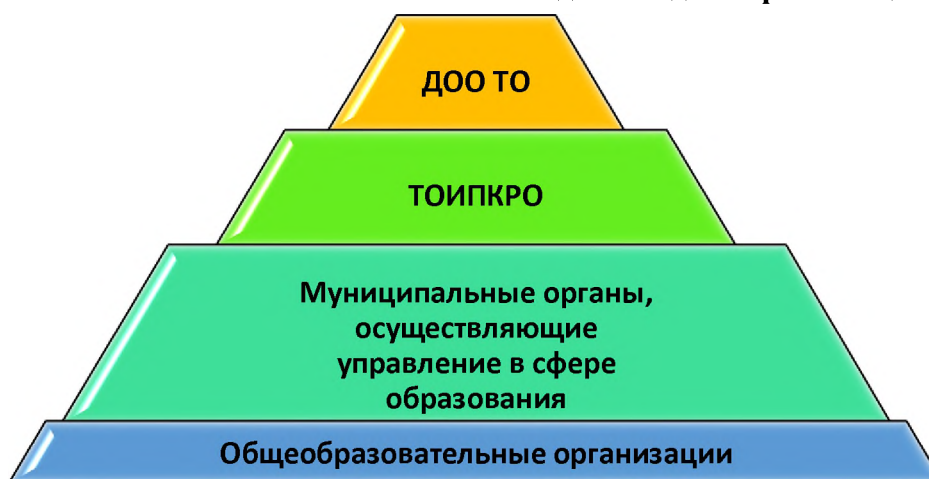 ДОО ТО
ТОИПКРО
Муниципальные органы,
осуществляющие
управление в сфере
образования
Общеобразовательные организации